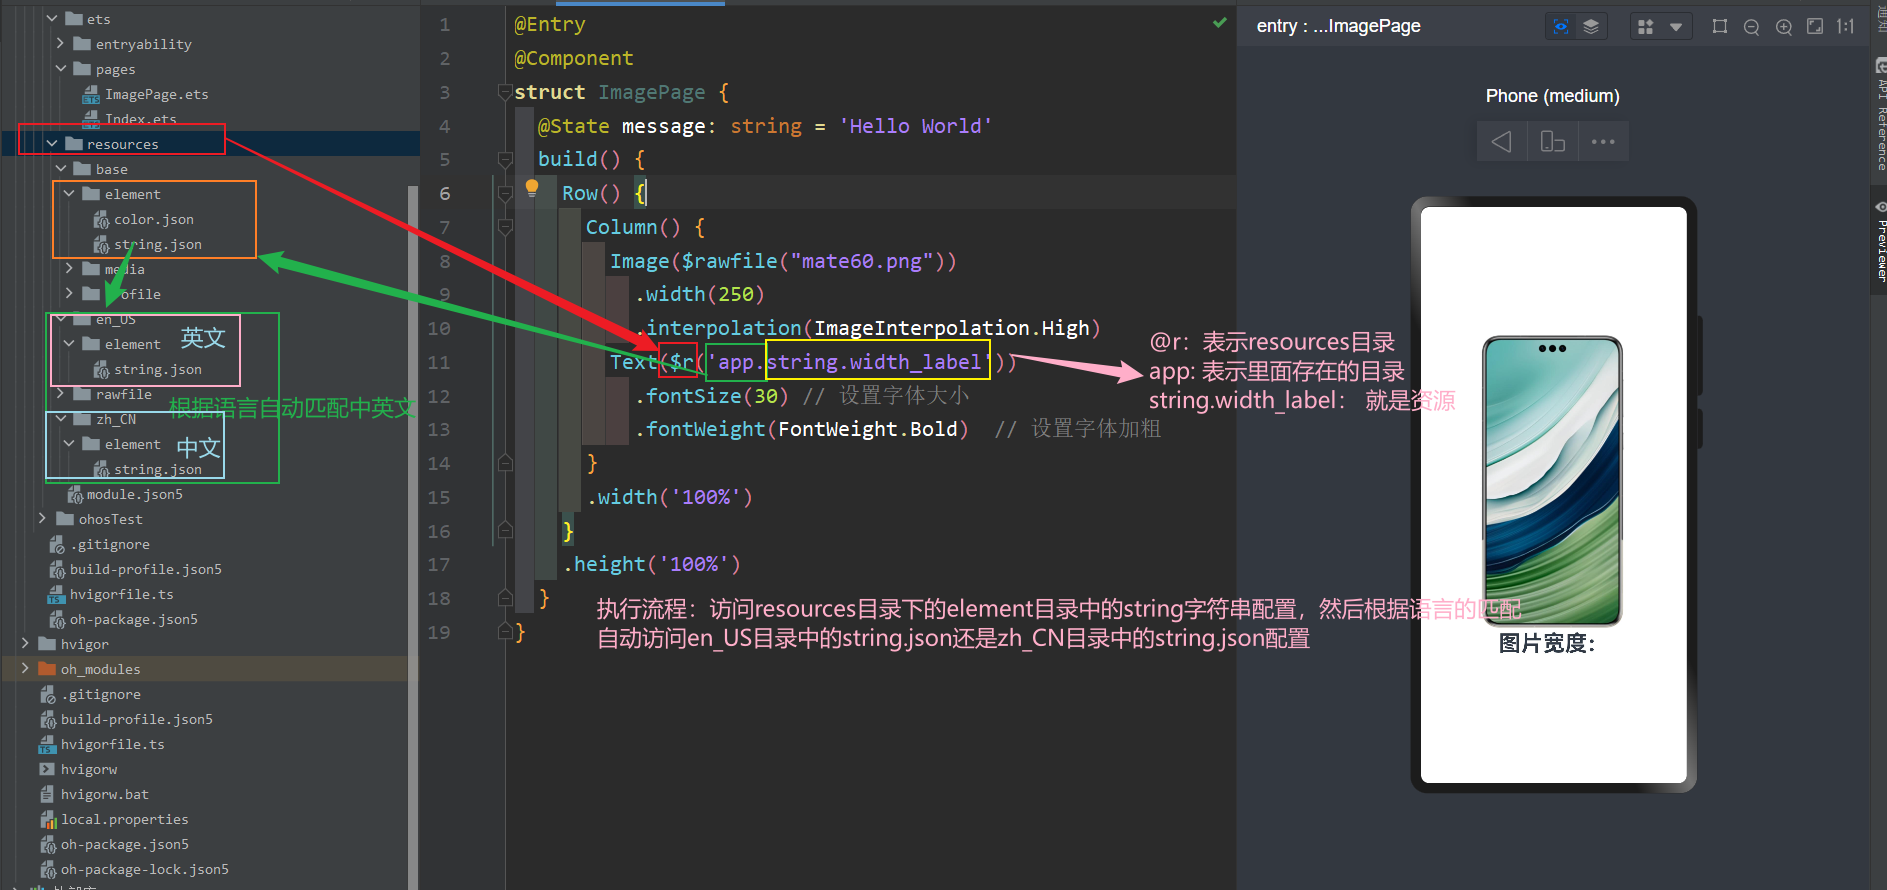 ets
entryability
pages
ImagePage.ets
Index.ets
resources
base
element
color.json
string.json
media
ofile
en_US
element
英文
string.json
rawfile
根据语言自动匹配中英文
zh_CN
element
中文
string.json
module.json5
ohosTest
.gitignore
build-profile.json5
hvigorfile.ts
oh-package.json5
hvigor
oh_modules
.gitignore
build-profile.json5
hvigorfile.ts
hvigorw
hvigorw.bat
local.properties
oh-package.json5
oh-package-lock.json5
1 @Entry
2 @Component
3 struct ImagePage {
4 @State message: string = 'Hello World'
5 build() {
6 Row() {
7 Column() {
8 Image($rawfile("mate60.png"))
9 .width(250)
10 .interpolation(ImageInterpolation.High)
11 Text($r('app.string.width_label'))
12 .fontSize(30) // 设置字体大小
13 .fontWeight(FontWeight.Bold) // 设置字体加粗
14 }
15 .width('100%')
16 }
17 .height('100%')
18 }
19 }
@r：表示resources目录
app: 表示里面存在的目录
string.width_label： 就是资源
执行流程：访问resources目录下的element目录中的string字符串配置，然后根据语言的匹配
自动访问en_US目录中的string.json还是zh_CN目录中的string.json配置
entry : ...ImagePage
1:1
Phone (medium)
图片宽度:
API Reference
Previewer